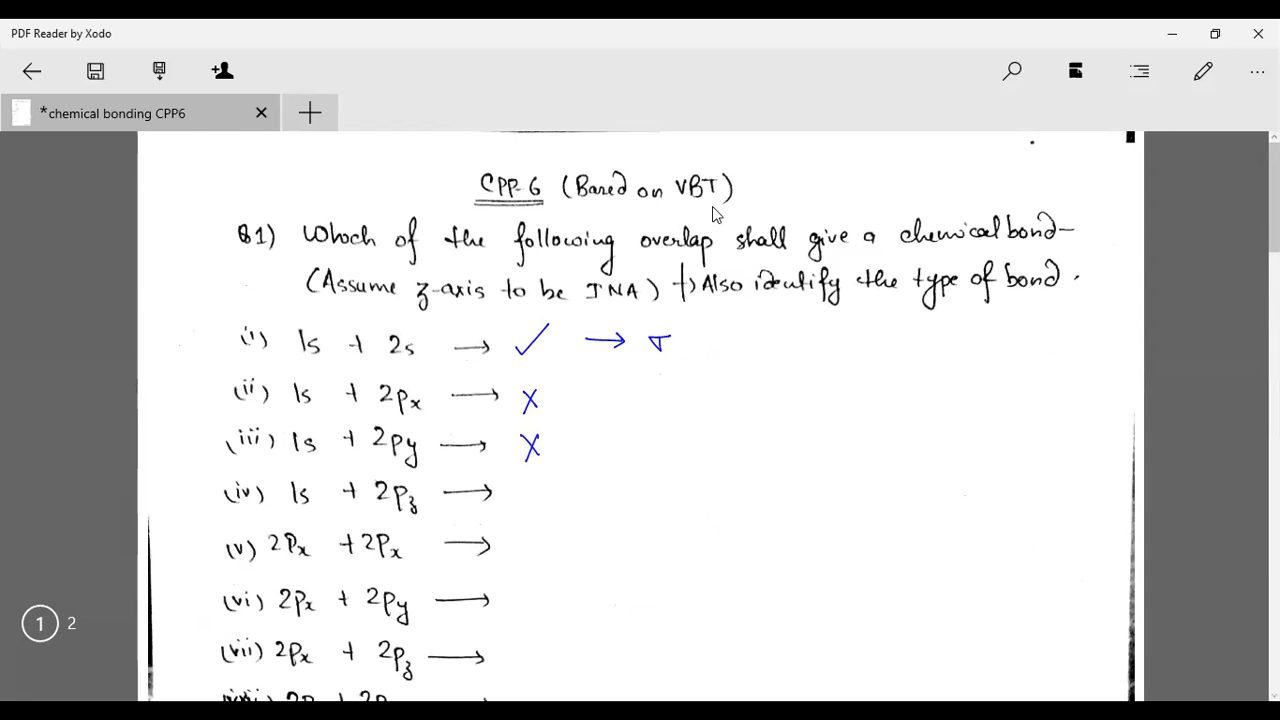 PDF Reader by Xodo
*chemical bonding CPP6
CPP-6 (Based on VBT)
Q1) Which of the following overlap shall give a chemical bond-
(Assume z-axis to be INA) Also identify the type of bond.
(i) 1s + 2s → ✓ → σ
(ii) 1s + 2px → X
(iii) 1s + 2py → X
(iv) 1s + 2pz →
(v) 2Px + 2Px →
(vi) 2px + 2py →
(vii) 2px + 2pz →
1 2